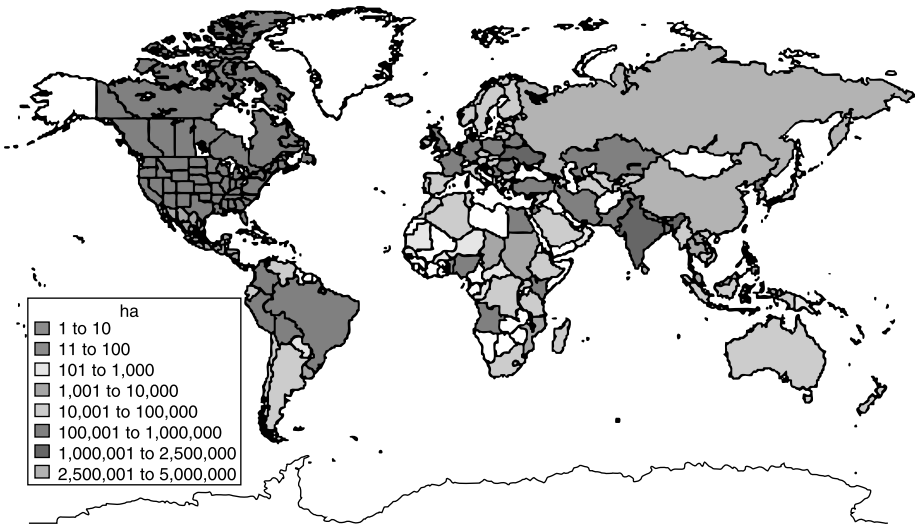 ha
1 to 10
11 to 100
101 to 1,000
1,001 to 10,000
10,001 to 100,000
100,001 to 1,000,000
1,000,001 to 2,500,000
2,500,001 to 5,000,000